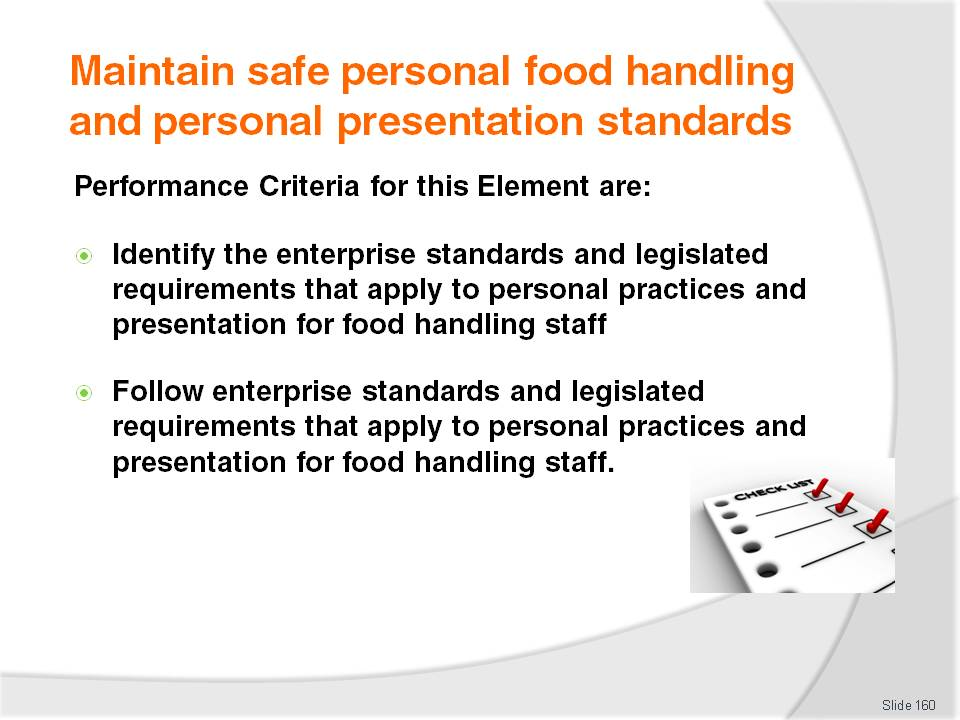 Maintain safe personal food handling
and personal presentation standards
Performance Criteria for this Element are:
Identify the enterprise standards and legislated
requirements that apply to personal practices and
presentation for food handling staff
Follow enterprise standards and legislated
requirements that apply to personal practices and
presentation for food handling staff.
CHECK LIST
Slide 160